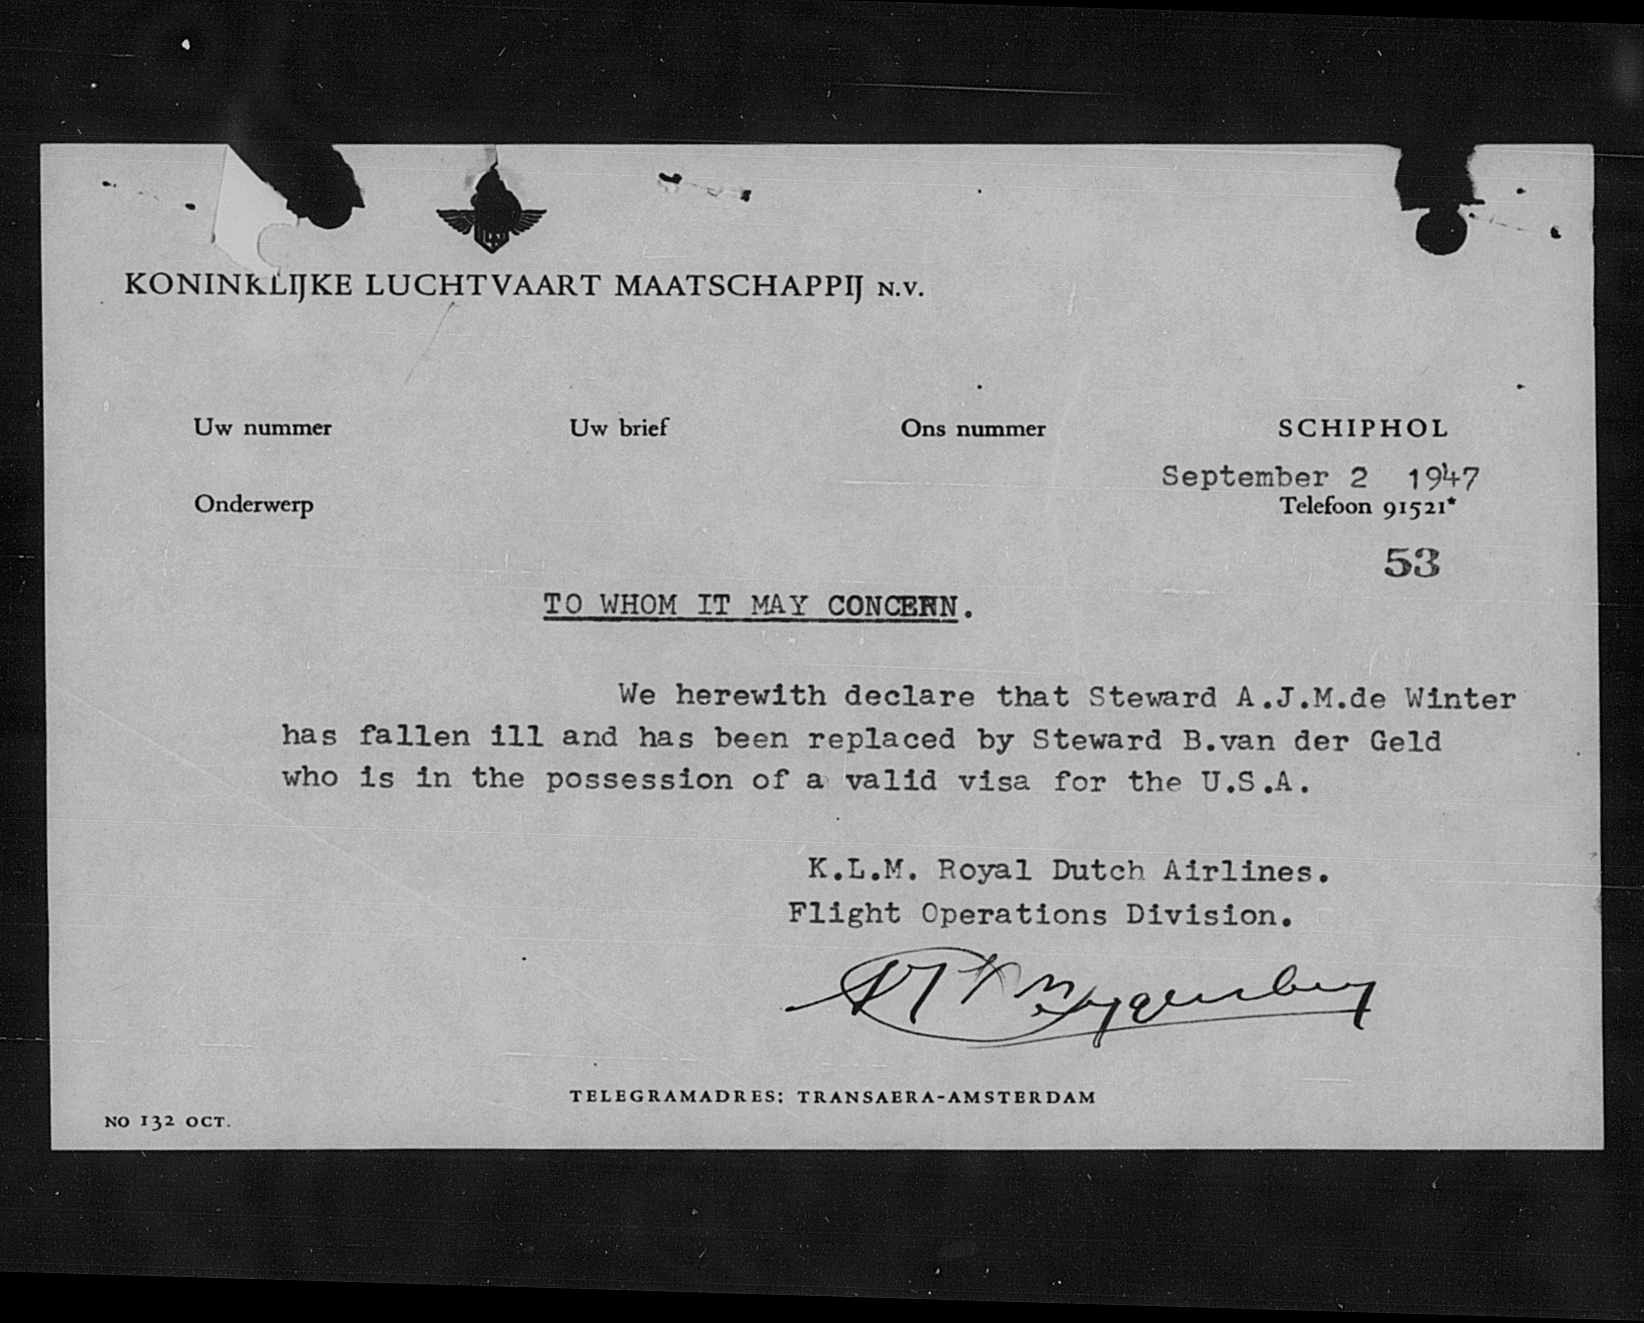 KONINKLIJKE LUCHTVAART MAATSCHAPPIJ N.V.
Uw nummer Uw brief Ons nummer SCHIPHOL
September 2 1947
Onderwerp Telefoon 91521*
53
TO WHOM IT MAY CONCERN.
We herewith declare that Steward A.J.M.de Winter
has fallen ill and has been replaced by Steward B.van der Geld
who is in the possession of a valid visa for the U.S.A.
K.L.M. Royal Dutch Airlines.
Flight Operations Division.
TELEGRAMADRES: TRANSAERA-AMSTERDAM
NO 132 OCT.